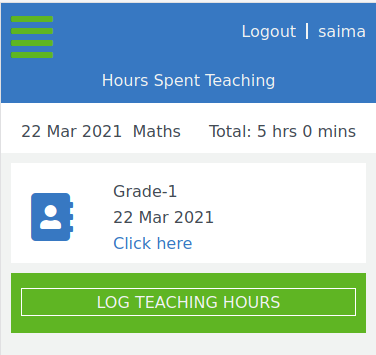 Logout | saima
Hours Spent Teaching
22 Mar 2021 Maths Total: 5 hrs 0 mins
Grade-1
22 Mar 2021
Click here
LOG TEACHING HOURS